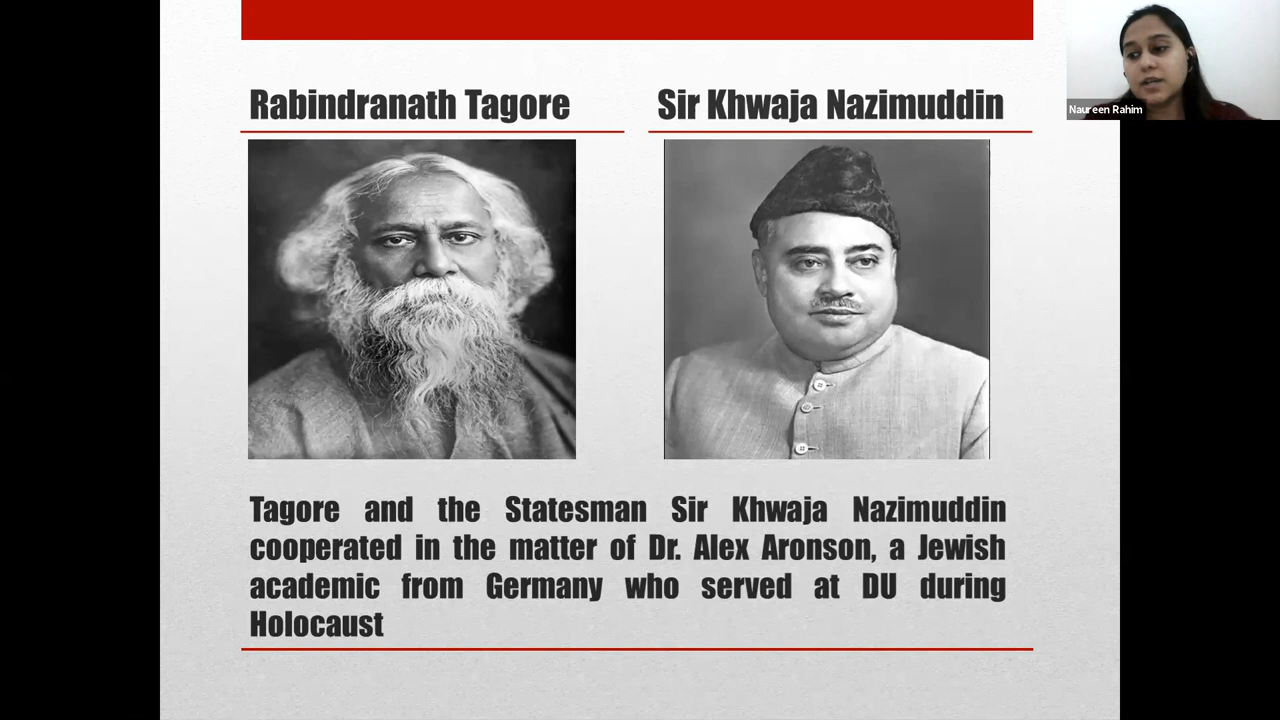 Rabindranath Tagore
Sir Khwaja Nazimuddin
Naureen Rahim
Tagore and the Statesman Sir Khwaja Nazimuddin
cooperated in the matter of Dr. Alex Aronson, a Jewish
academic from Germany who served at DU during
Holocaust